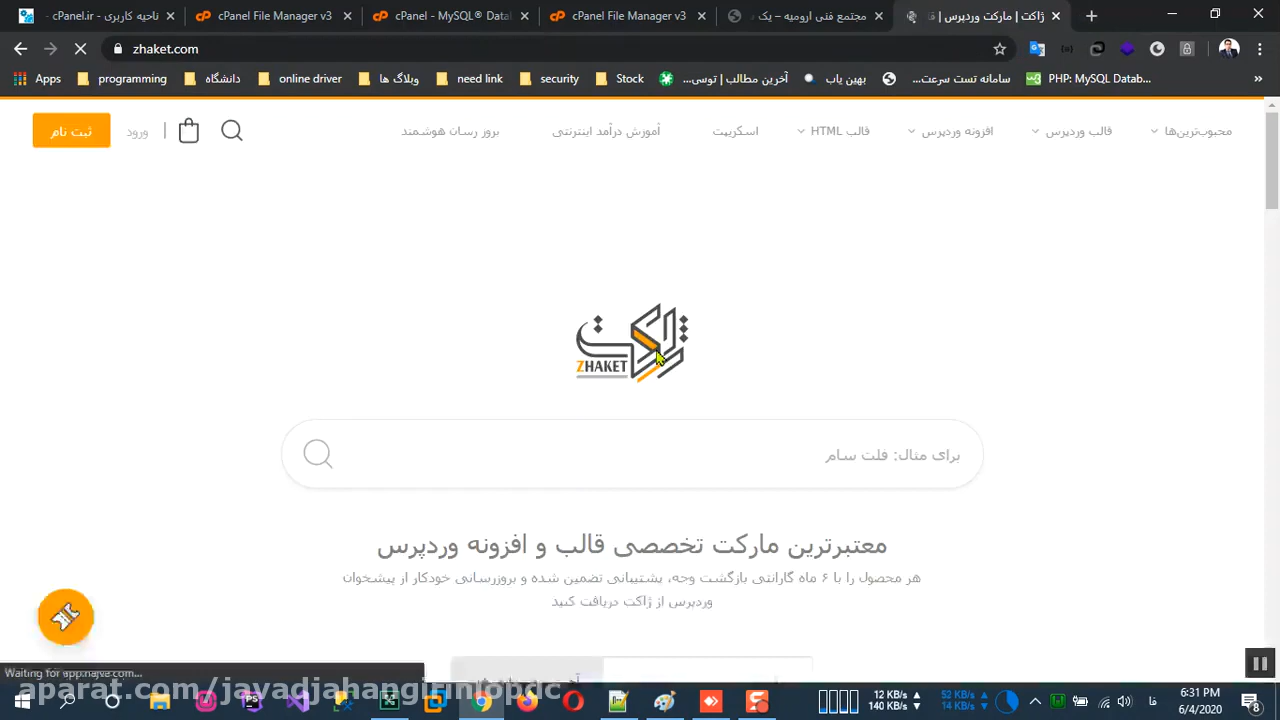 cPanel.ir - ناحیه کاربری
cPanel File Manager v3
cPanel - MySQL® Datab
cPanel File Manager v3
مجتمع فنی ارومیه – یک
ژاکت | مارکت وردپرس | ق
zhaket.com
Apps
programming
دانشگاه
online driver
وبلاگ ها
need link
security
Stock
آخرین مطالب | توسی...
بهین یاب
سامانه تست سرعت...
PHP: MySQL Datab...
»
محبوب‌ترین‌ها
قالب وردپرس
افزونه وردپرس
قالب HTML
اسکریپت
آموزش درآمد اینترنتی
بروز رسان هوشمند
ورود
ثبت نام
ژاکت
ZHAKET
برای مثال: فلت سام
معتبرترین مارکت تخصصی قالب و افزونه وردپرس
هر محصول را با ۶ ماه گارانتی بازگشت وجه، پشتیبانی تضمین شده و بروزرسانی خودکار از پیشخوان
وردپرس از ژاکت دریافت کنید
Waiting for app.najva.com...
aparat.com/javadjahangiriniopdc
12 KB/s
140 KB/s
52 KB/s
14 KB/s
فا
6:31 PM
6/4/2020
8